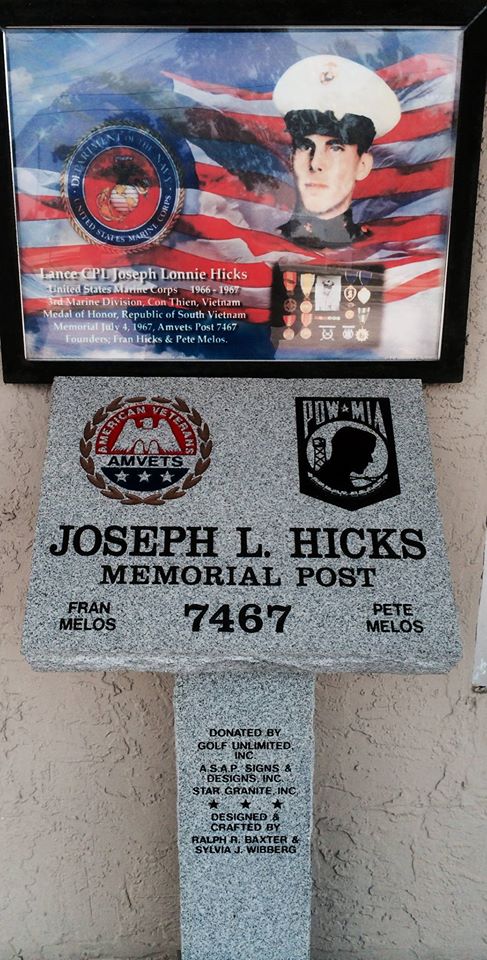 DEPARTMENT OF THE NAVY
UNITED STATES MARINE CORPS
Lance CPL Joseph Lonnie Hicks
United States Marine Corps 1966 - 1967
3rd Marine Division, Con Thien, Vietnam
Medal of Honor, Republic of South Vietnam
Memorial July 4, 1967, Amvets Post 7467
Founders; Fran Hicks & Pete Melos.
AMERICAN VETERANS
AMVETS
POW★MIA
JOSEPH L. HICKS
MEMORIAL POST
FRAN
MELOS
7467
PETE
MELOS
DONATED BY
GOLF UNLIMITED,
INC.
A.S.A.P. SIGNS &
DESIGNS, INC.
STAR GRANITE, INC.
★ ★ ★
DESIGNED &
CRAFTED BY
RALPH R. BAXTER &
SYLVIA J. WIBBERG